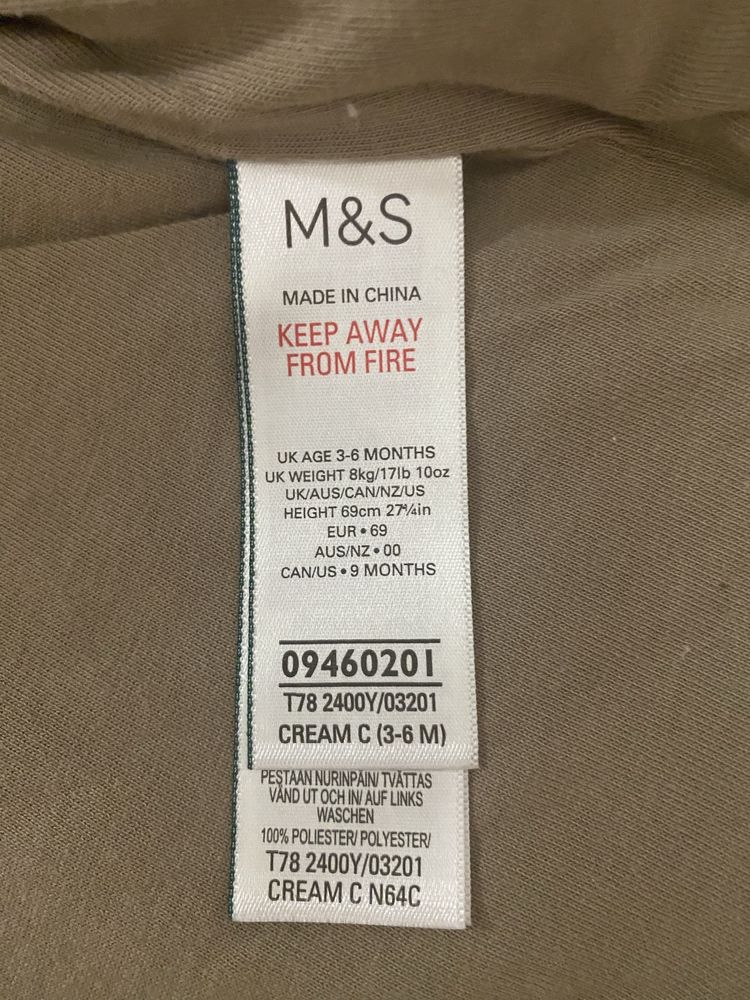 M&S
MADE IN CHINA
KEEP AWAY
FROM FIRE
UK AGE 3-6 MONTHS
UK WEIGHT 8kg/17lb 10oz
UK/AUS/CAN/NZ/US
HEIGHT 69cm 27¼in
EUR • 69
AUS/NZ • 00
CAN/US • 9 MONTHS
09460201
T78 2400Y/03201
CREAM C (3-6 M)
PESTAAN NURINPAIN/ TVÄTTAS
VÄND UT OCH IN/ AUF LINKS
WASCHEN
100% POLIESTER/ POLYESTER/
T78 2400Y/03201
CREAM C N64C